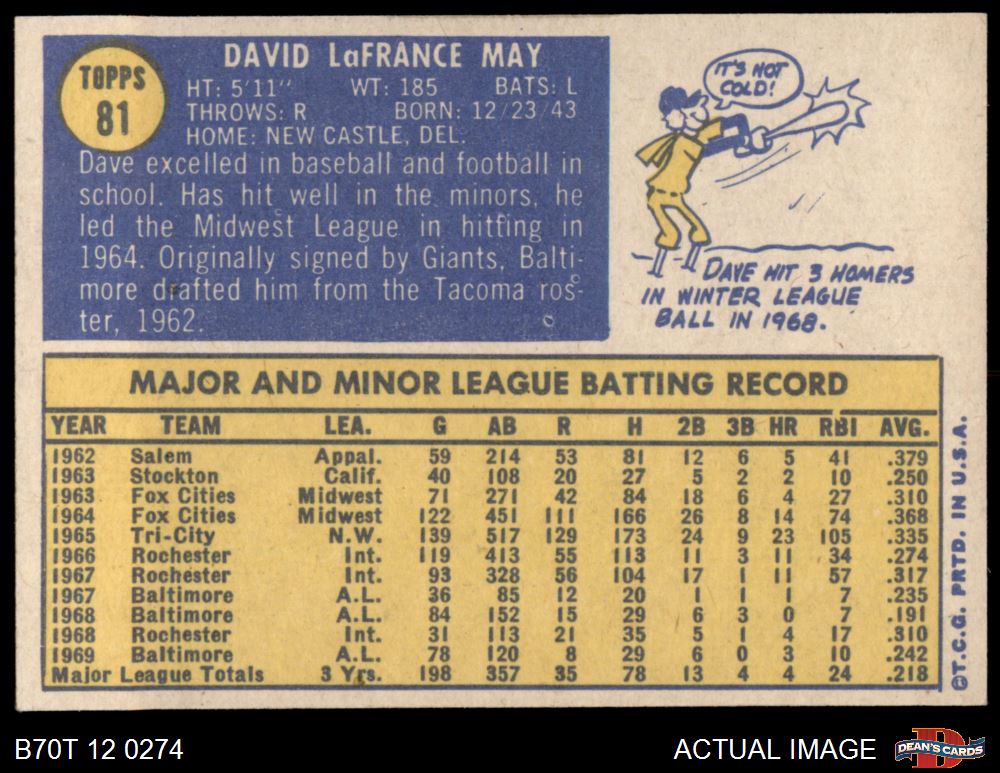 TOPPS
81
DAVID LaFRANCE MAY
HT: 5'11" WT: 185 BATS: L
THROWS: R BORN: 12/23/43
HOME: NEW CASTLE, DEL.
Dave excelled in baseball and football in
school. Has hit well in the minors, he
led the Midwest League in hitting in
1964. Originally signed by Giants, Balti-
more drafted him from the Tacoma ros-
ter, 1962.
IT'S NOT
COLD!
DAVE HIT 3 HOMERS
IN WINTER LEAGUE
BALL IN 1968.
MAJOR AND MINOR LEAGUE BATTING RECORD
YEAR TEAM LEA. G AB R H 2B 3B HR RBI AVG.
1962 Salem Appal. 59 214 53 81 12 6 5 41 .379
1963 Stockton Calif. 40 108 20 27 5 2 2 10 .250
1963 Fox Cities Midwest 71 271 42 84 18 6 4 27 .310
1964 Fox Cities Midwest 122 451 111 166 26 8 14 74 .368
1965 Tri-City N.W. 139 517 129 173 24 9 23 105 .335
1966 Rochester Int. 119 413 55 113 11 3 11 34 .274
1967 Rochester Int. 93 328 56 104 17 1 11 57 .317
1967 Baltimore A.L. 36 85 12 20 1 1 1 7 .235
1968 Baltimore A.L. 84 152 15 29 6 3 0 7 .191
1968 Rochester Int. 31 113 21 35 5 1 4 17 .310
1969 Baltimore A.L. 78 120 8 29 6 0 3 10 .242
Major League Totals 3 Yrs. 198 357 35 78 13 4 4 24 .218
©T.C.G. PRTD. IN U.S.A.
B70T 12 0274
ACTUAL IMAGE
D
DEAN'S CARDS